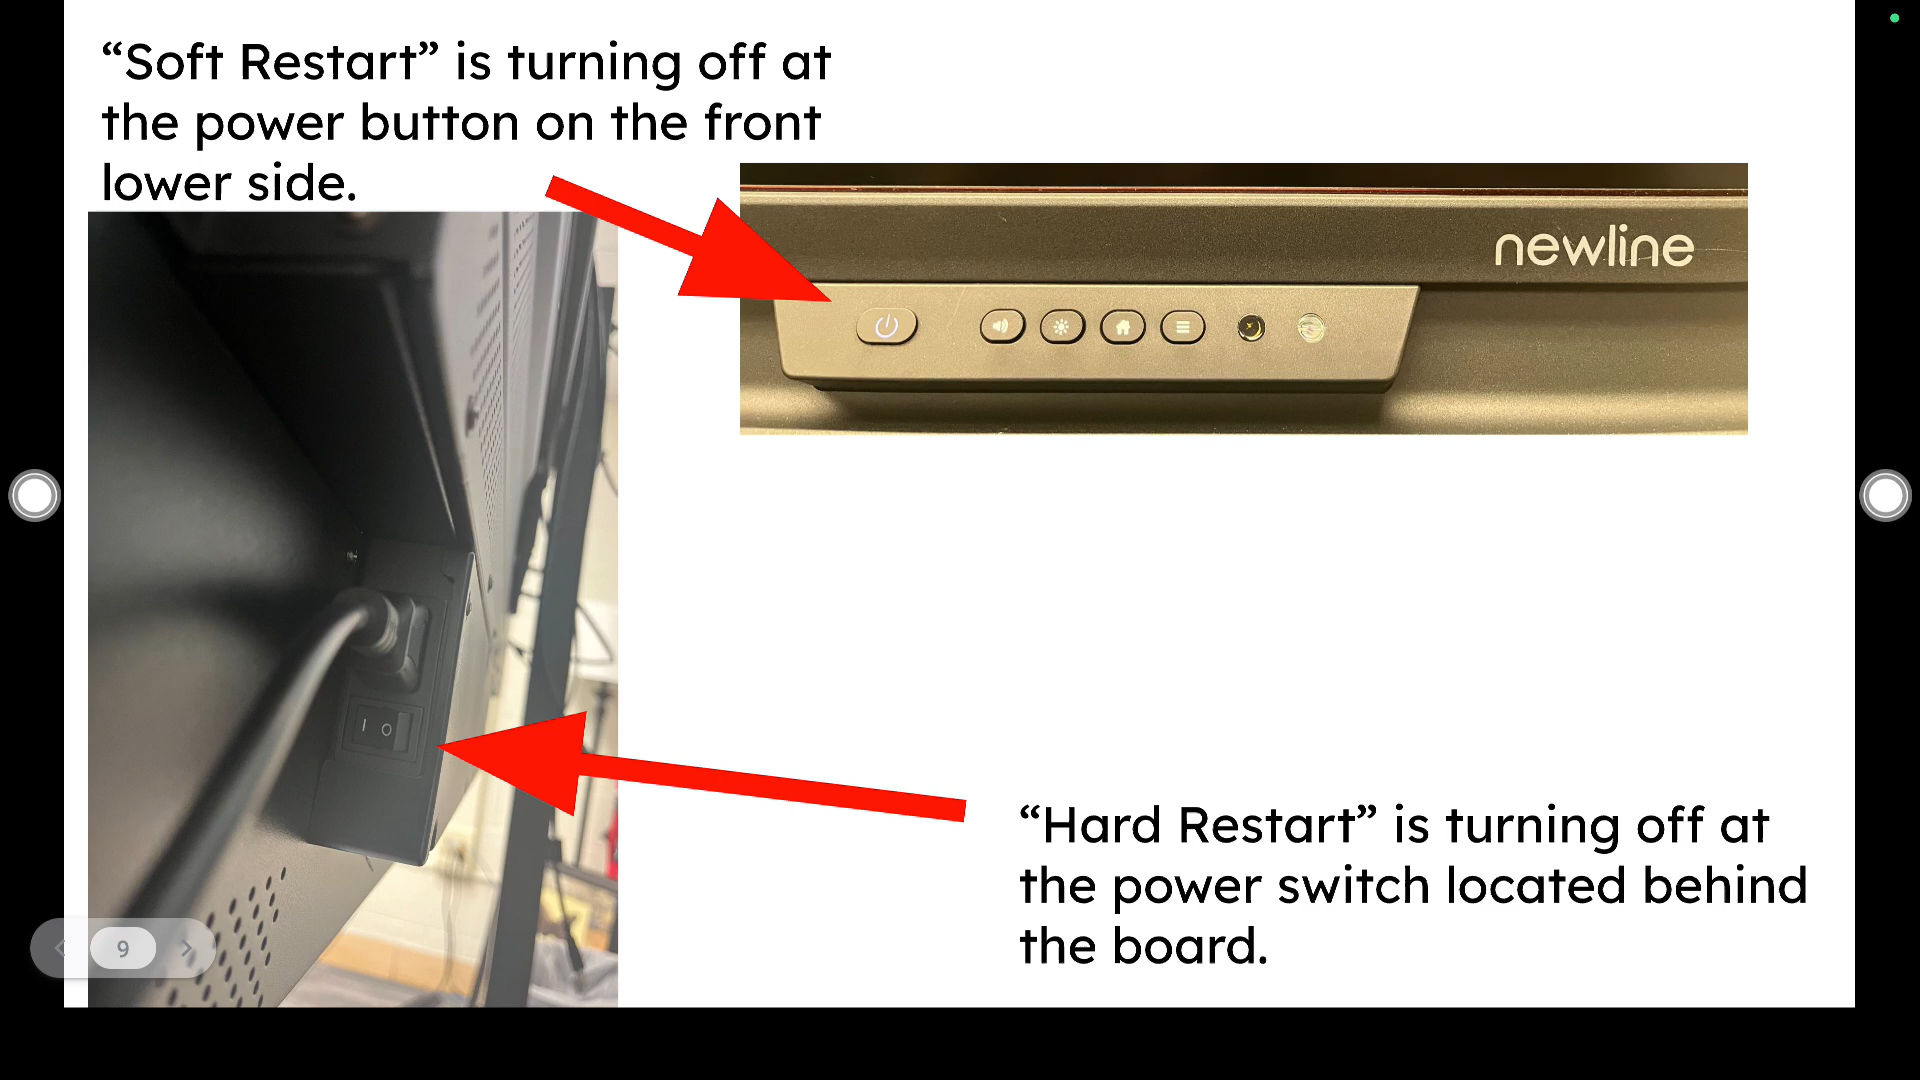 “Soft Restart” is turning off at
the power button on the front
lower side.
newline
I O
“Hard Restart” is turning off at
the power switch located behind
the board.
9